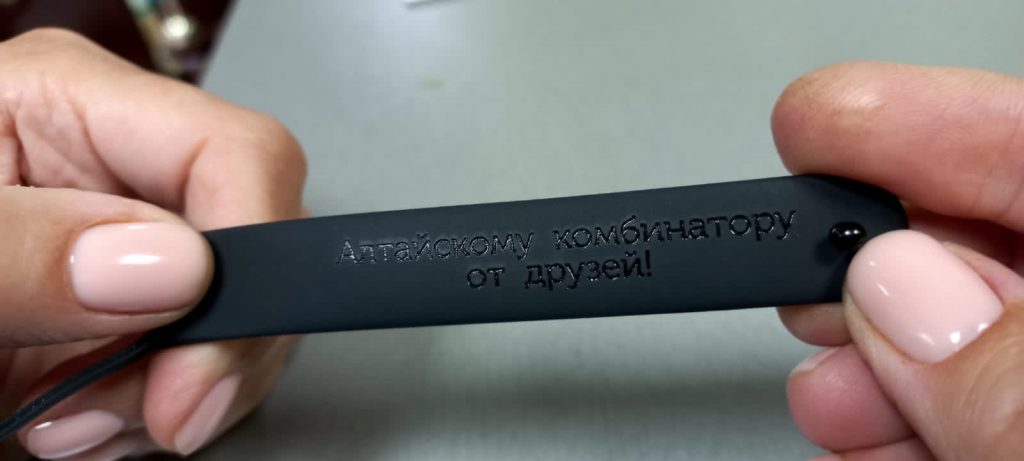 Алтайскому комбинатору
от друзей!